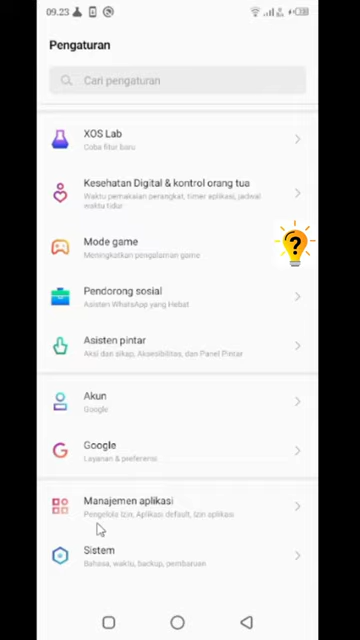 09.23
Pengaturan
Cari pengaturan
XOS Lab
Coba fitur baru
Kesehatan Digital & kontrol orang tua
Waktu pemakaian perangkat, timer aplikasi, jadwal
waktu tidur
Mode game
Meningkatkan pengalaman game
Pendorong sosial
Asisten WhatsApp yang Hebat
Asisten pintar
Aksi dan sikap, Aksesibilitas, dan Panel Pintar
Akun
Google
Google
Layanan & preferensi
Manajemen aplikasi
Pengelola Izin, Aplikasi default, Izin aplikasi
Sistem
Bahasa, waktu, backup, pembaruan